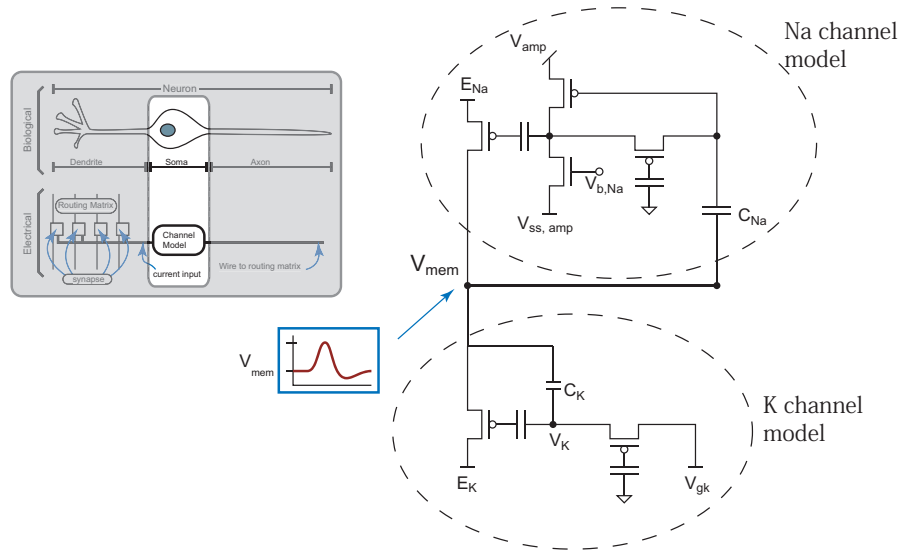 Neuron
Biological
Dendrite
Soma
Axon
Electrical
Routing Matrix
Channel
Model
synapse
current input
Wire to routing matrix
Na channel
model
V_amp
E_Na
V_b,Na
V_ss, amp
C_Na
V_mem
V_mem
C_K
K channel
model
V_K
E_K
V_gk